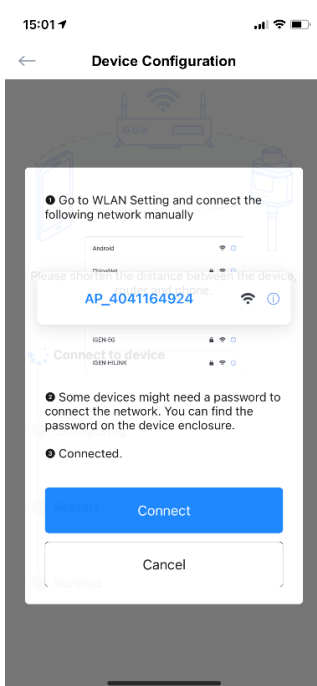 15:01
Device Configuration
❶ Go to WLAN Setting and connect the
following network manually
Android
Please shorten the distance between the device,
router and phone.
AP_4041164924
IGEN-5G
Connect to device
IGEN-HILINK
❷ Some devices might need a password to
connect the network. You can find the
password on the device enclosure.
❸ Connected.
Restart
Connect
Cancel
Verified